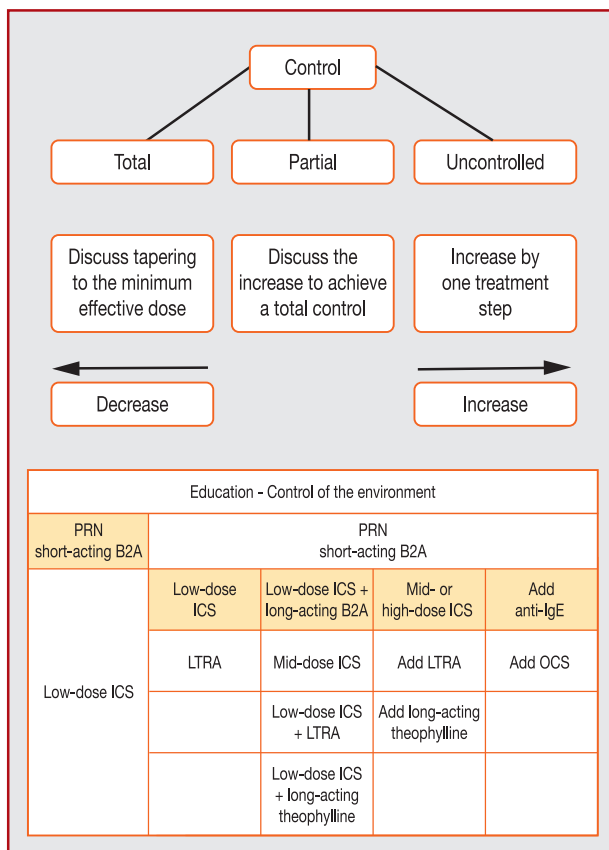 Control
Total
Partial
Uncontrolled
Discuss tapering
to the minimum
effective dose
Discuss the
increase to achieve
a total control
Increase by
one treatment
step
Decrease
Increase
Education - Control of the environment
PRN
short-acting B2A
PRN
short-acting B2A
Low-dose ICS
Low-dose
ICS
Low-dose ICS +
long-acting B2A
Mid- or
high-dose ICS
Add
anti-IgE
LTRA
Mid-dose ICS
Add LTRA
Add OCS
Low-dose ICS
+ LTRA
Add long-acting
theophylline
Low-dose ICS
+ long-acting
theophylline